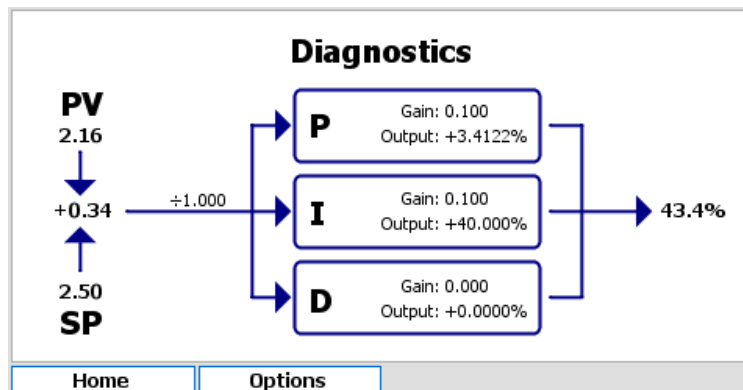 Diagnostics
PV
2.16
+0.34
2.50
SP
÷1.000
P
Gain: 0.100
Output: +3.4122%
I
Gain: 0.100
Output: +40.000%
D
Gain: 0.000
Output: +0.0000%
43.4%
Home
Options